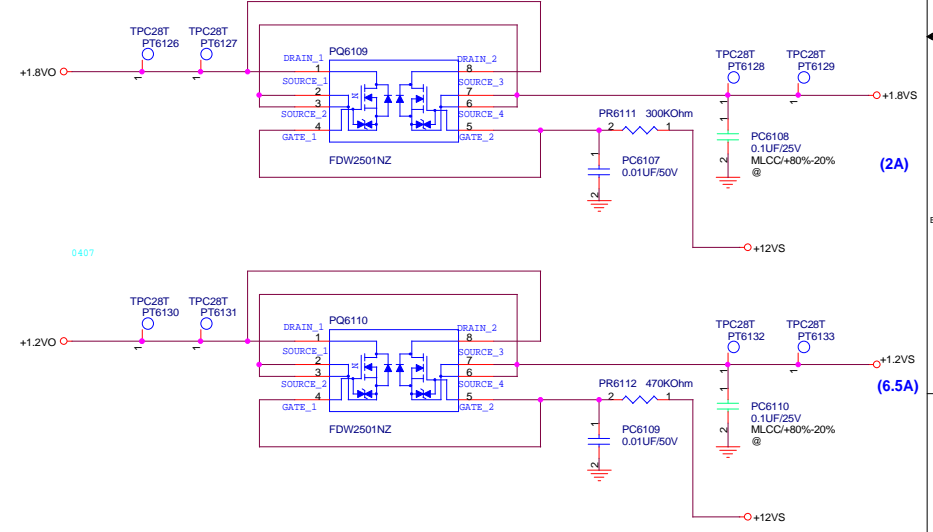 TPC28T
PT6126
TPC28T
PT6127
+1.8VO
1
1
PQ6109
DRAIN_1
1
SOURCE_1
2
3
SOURCE_2
4
GATE_1
N
DRAIN_2
8
SOURCE_3
7
6
SOURCE_4
5
GATE_2
FDW2501NZ
PR6111 300KOhm
2
1
1
PC6107
0.01UF/50V
2
TPC28T
PT6128
TPC28T
PT6129
1
1
+1.8VS
1
PC6108
0.1UF/25V
2
MLCC/+80%-20%
@
(2A)
+12VS
0407
TPC28T
PT6130
TPC28T
PT6131
+1.2VO
1
1
PQ6110
DRAIN_1
1
SOURCE_1
2
3
SOURCE_2
4
GATE_1
N
DRAIN_2
8
SOURCE_3
7
6
SOURCE_4
5
GATE_2
FDW2501NZ
PR6112 470KOhm
2
1
1
PC6109
0.01UF/50V
2
TPC28T
PT6132
TPC28T
PT6133
1
1
+1.2VS
(6.5A)
1
PC6110
0.1UF/25V
2
MLCC/+80%-20%
@
+12VS